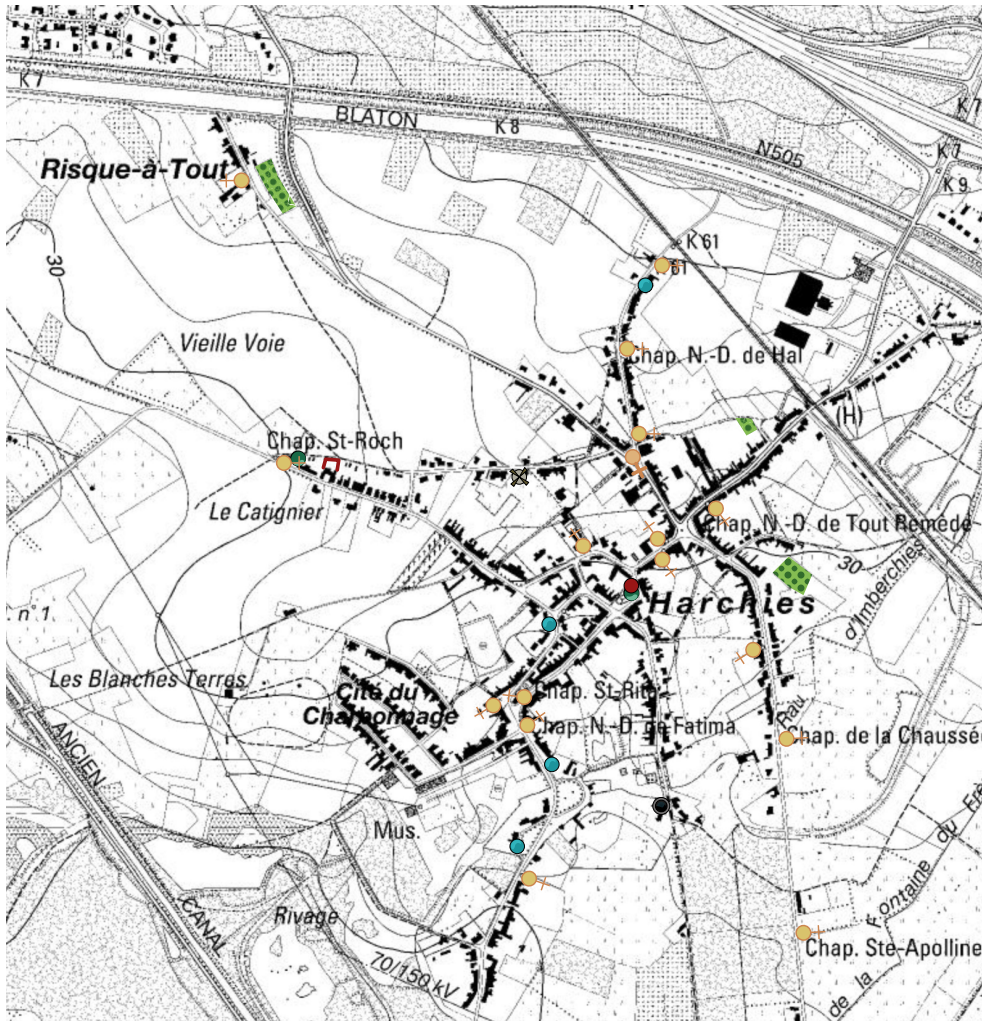 K 7
BLATON
K 8
N505
K 7
K 7
K 9
Risque-à-Tout
K 61
61
30
Vieille Voie
Chap. N.-D. de Hal
(H)
Chap. St-Roch
Le Catignier
Chap. N.-D. de Tout Remède
30
n° 1
Harchies
d'Imberchies
Les Blanches Terres
Cité du
Charbonnage
Chap. St-Rita
Chap. N.-D. de Fatima
Rau.
Chap. de la Chaussée
ANCIEN
CANAL
Mus.
Rivage
70/150 kV
Chap. Ste-Apolline
de la Fontaine du